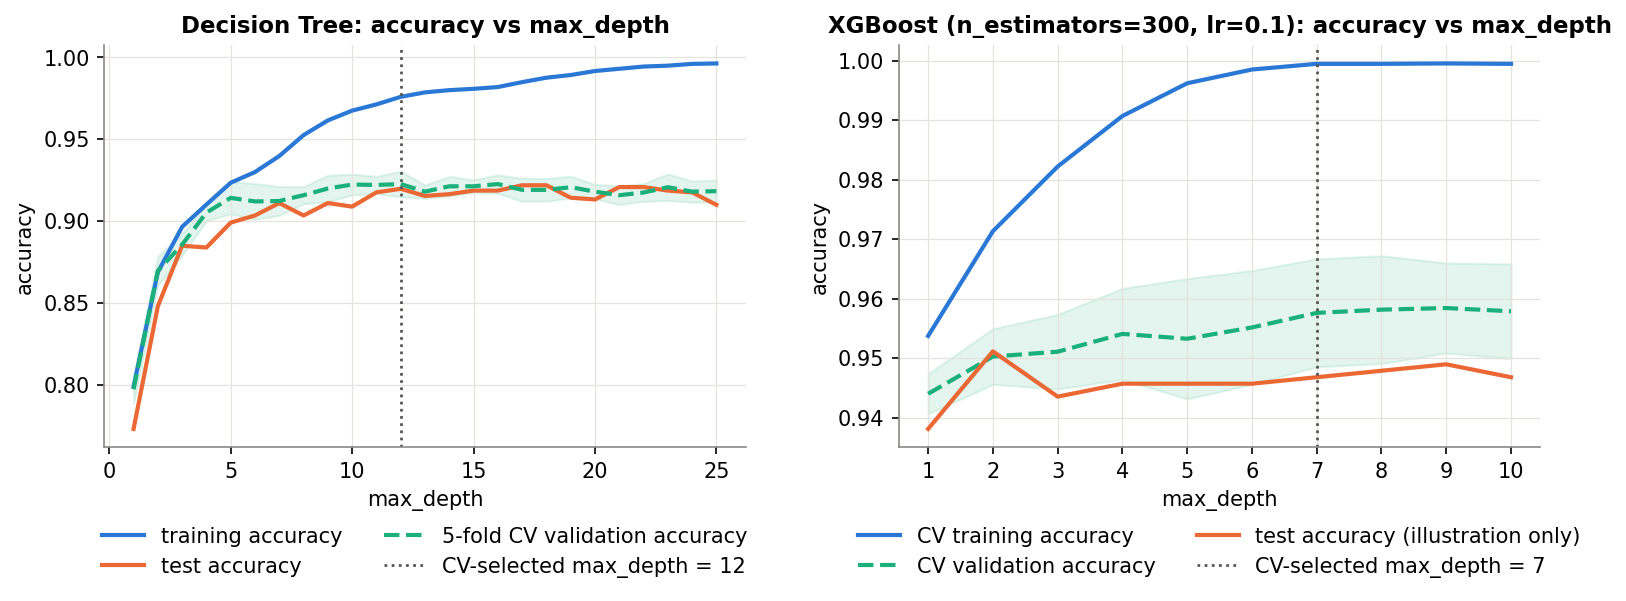 Decision Tree: accuracy vs max_depth
accuracy
1.00
0.95
0.90
0.85
0.80
0 5 10 15 20 25
max_depth
training accuracy
test accuracy
5-fold CV validation accuracy
CV-selected max_depth = 12
XGBoost (n_estimators=300, lr=0.1): accuracy vs max_depth
accuracy
1.00
0.99
0.98
0.97
0.96
0.95
0.94
1 2 3 4 5 6 7 8 9 10
max_depth
CV training accuracy
CV validation accuracy
test accuracy (illustration only)
CV-selected max_depth = 7